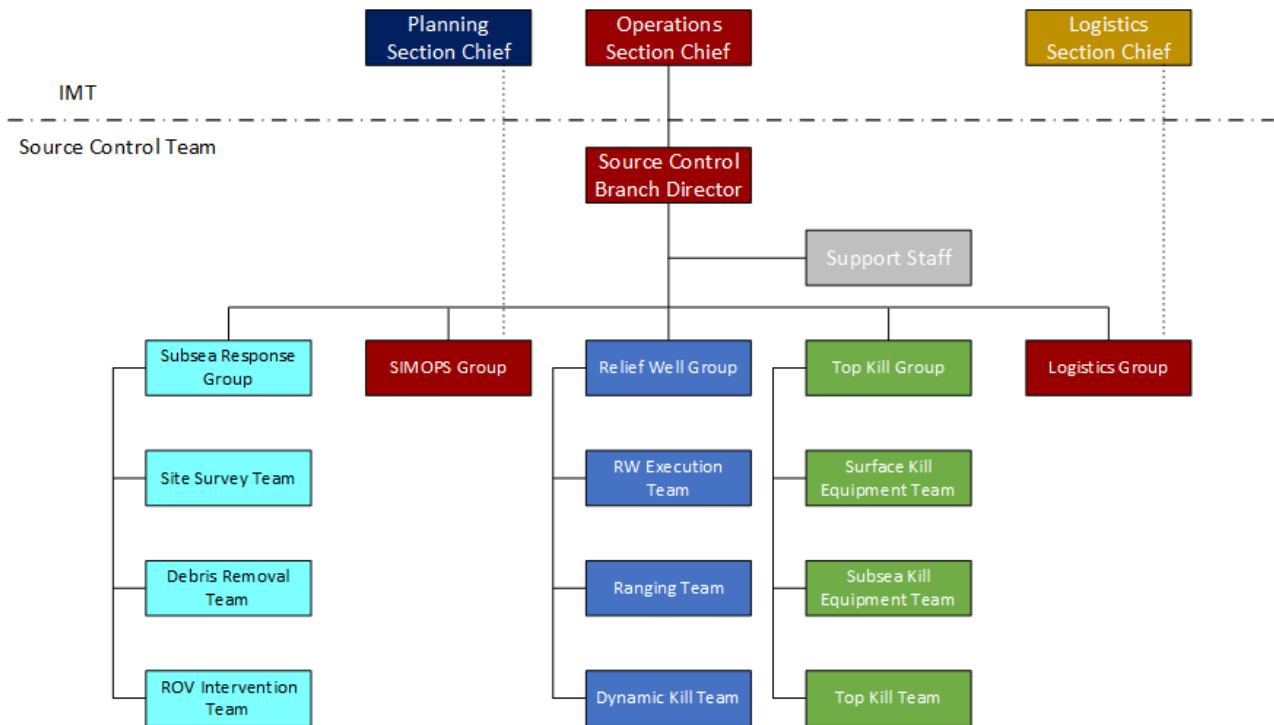 Planning
Section Chief
Operations
Section Chief
Logistics
Section Chief
IMT
Source Control Team
Source Control
Branch Director
Support Staff
Subsea Response
Group
SIMOPS Group
Relief Well Group
Top Kill Group
Logistics Group
Site Survey Team
RW Execution
Team
Surface Kill
Equipment Team
Debris Removal
Team
Ranging Team
Subsea Kill
Equipment Team
ROV Intervention
Team
Dynamic Kill Team
Top Kill Team